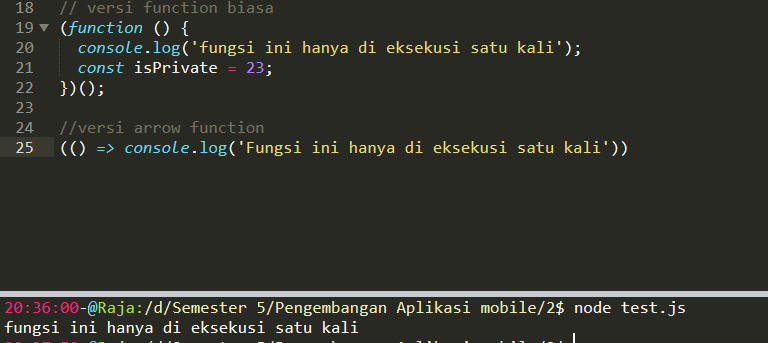 18 // versi function biasa
19 (function () {
20 console.log('fungsi ini hanya di eksekusi satu kali');
21 const isPrivate = 23;
22 })();
23
24 //versi arrow function
25 (() => console.log('Fungsi ini hanya di eksekusi satu kali'))
20:36:00-@Raja:/d/Semester 5/Pengembangan Aplikasi mobile/2$ node test.js
fungsi ini hanya di eksekusi satu kali